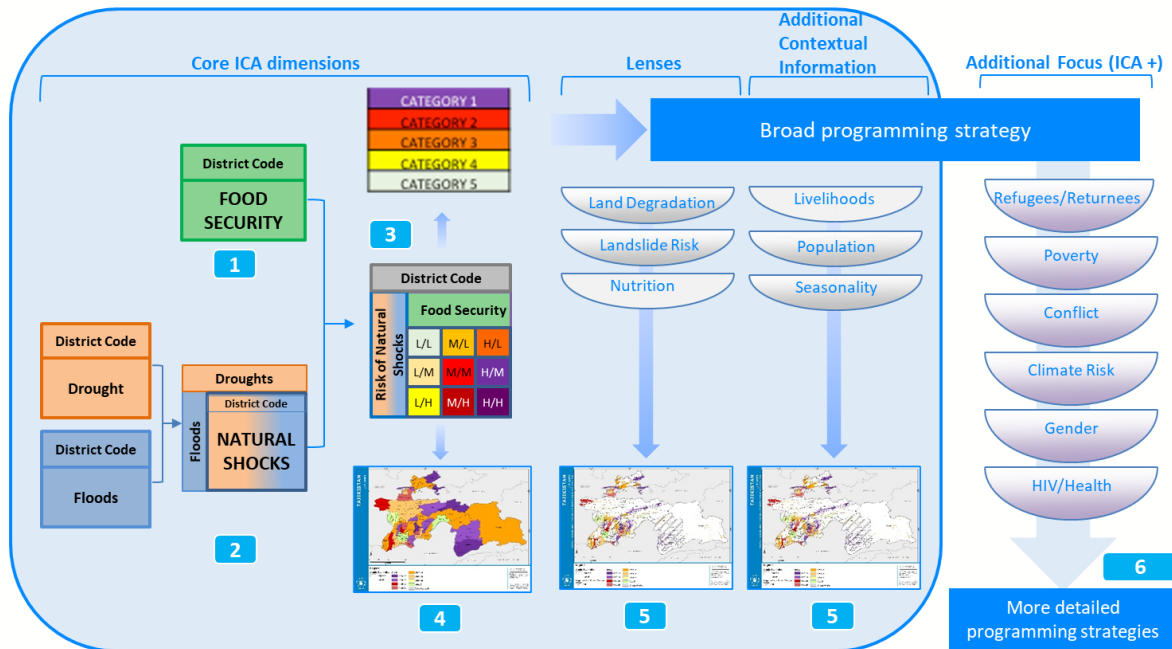 Core ICA dimensions
Lenses
Additional
Contextual
Information
Additional Focus (ICA +)
CATEGORY 1
CATEGORY 2
CATEGORY 3
CATEGORY 4
CATEGORY 5
Broad programming strategy
District Code
FOOD
SECURITY
1
3
District Code
Risk of Natural
Shocks
Food Security
L/L M/L H/L
L/M M/M H/M
L/H M/H H/H
District Code
Drought
District Code
Floods
Droughts
Floods
District Code
NATURAL
SHOCKS
2
Land Degradation
Landslide Risk
Nutrition
Livelihoods
Population
Seasonality
Refugees/Returnees
Poverty
Conflict
Climate Risk
Gender
HIV/Health
TAJIKISTAN
TAJIKISTAN
TAJIKISTAN
4
5
5
6
More detailed
programming strategies